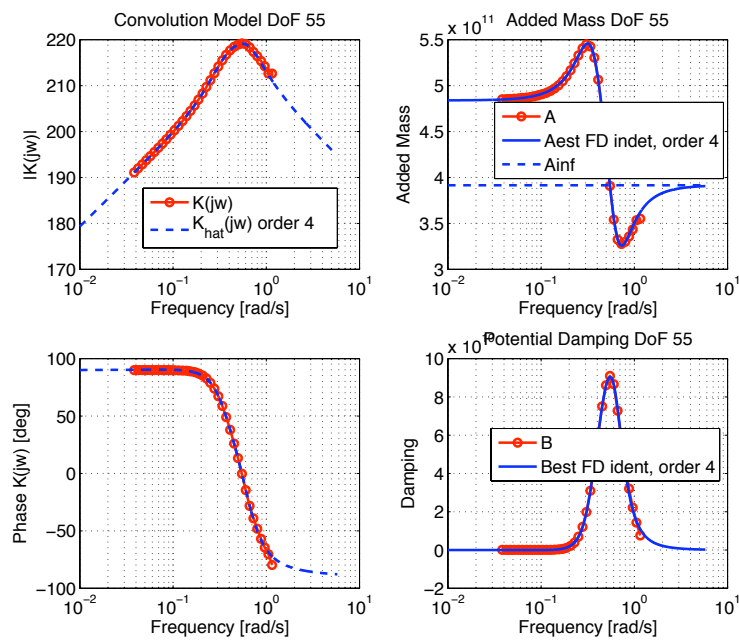 Convolution Model DoF 55
220
210
200
190
180
170
|K(jw)|
K(jw)
K_hat(jw) order 4
10^-2
10^-1
10^0
10^1
Frequency [rad/s]
x 10^11
Added Mass DoF 55
5.5
5
4.5
4
3.5
3
Added Mass
A
Aest FD indet, order 4
Ainf
10^-2
10^-1
10^0
10^1
Frequency [rad/s]
100
50
0
−50
−100
Phase K(jw) [deg]
10^-2
10^-1
10^0
10^1
Frequency [rad/s]
x 10
Potential Damping DoF 55
10
8
6
4
2
0
−2
Damping
B
Best FD ident, order 4
10^-2
10^-1
10^0
10^1
Frequency [rad/s]